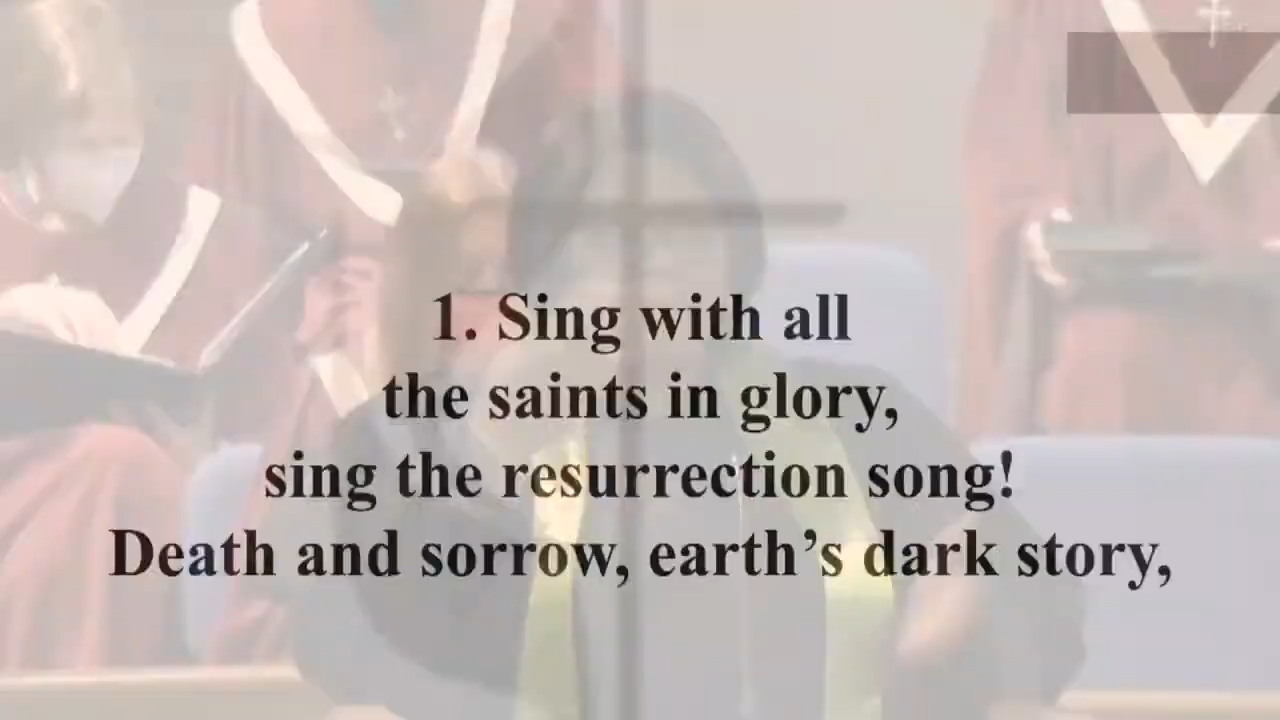 1. Sing with all
the saints in glory,
sing the resurrection song!
Death and sorrow, earth’s dark story,